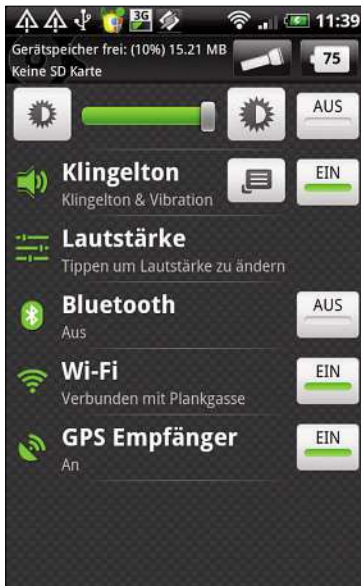 3G 11:39
Gerätspeicher frei: (10%) 15.21 MB
Keine SD Karte
75
AUS
Klingelton
Klingelton & Vibration
EIN
Lautstärke
Tippen um Lautstärke zu ändern
Bluetooth
Aus
AUS
Wi-Fi
Verbunden mit Plankgasse
EIN
GPS Empfänger
An
EIN